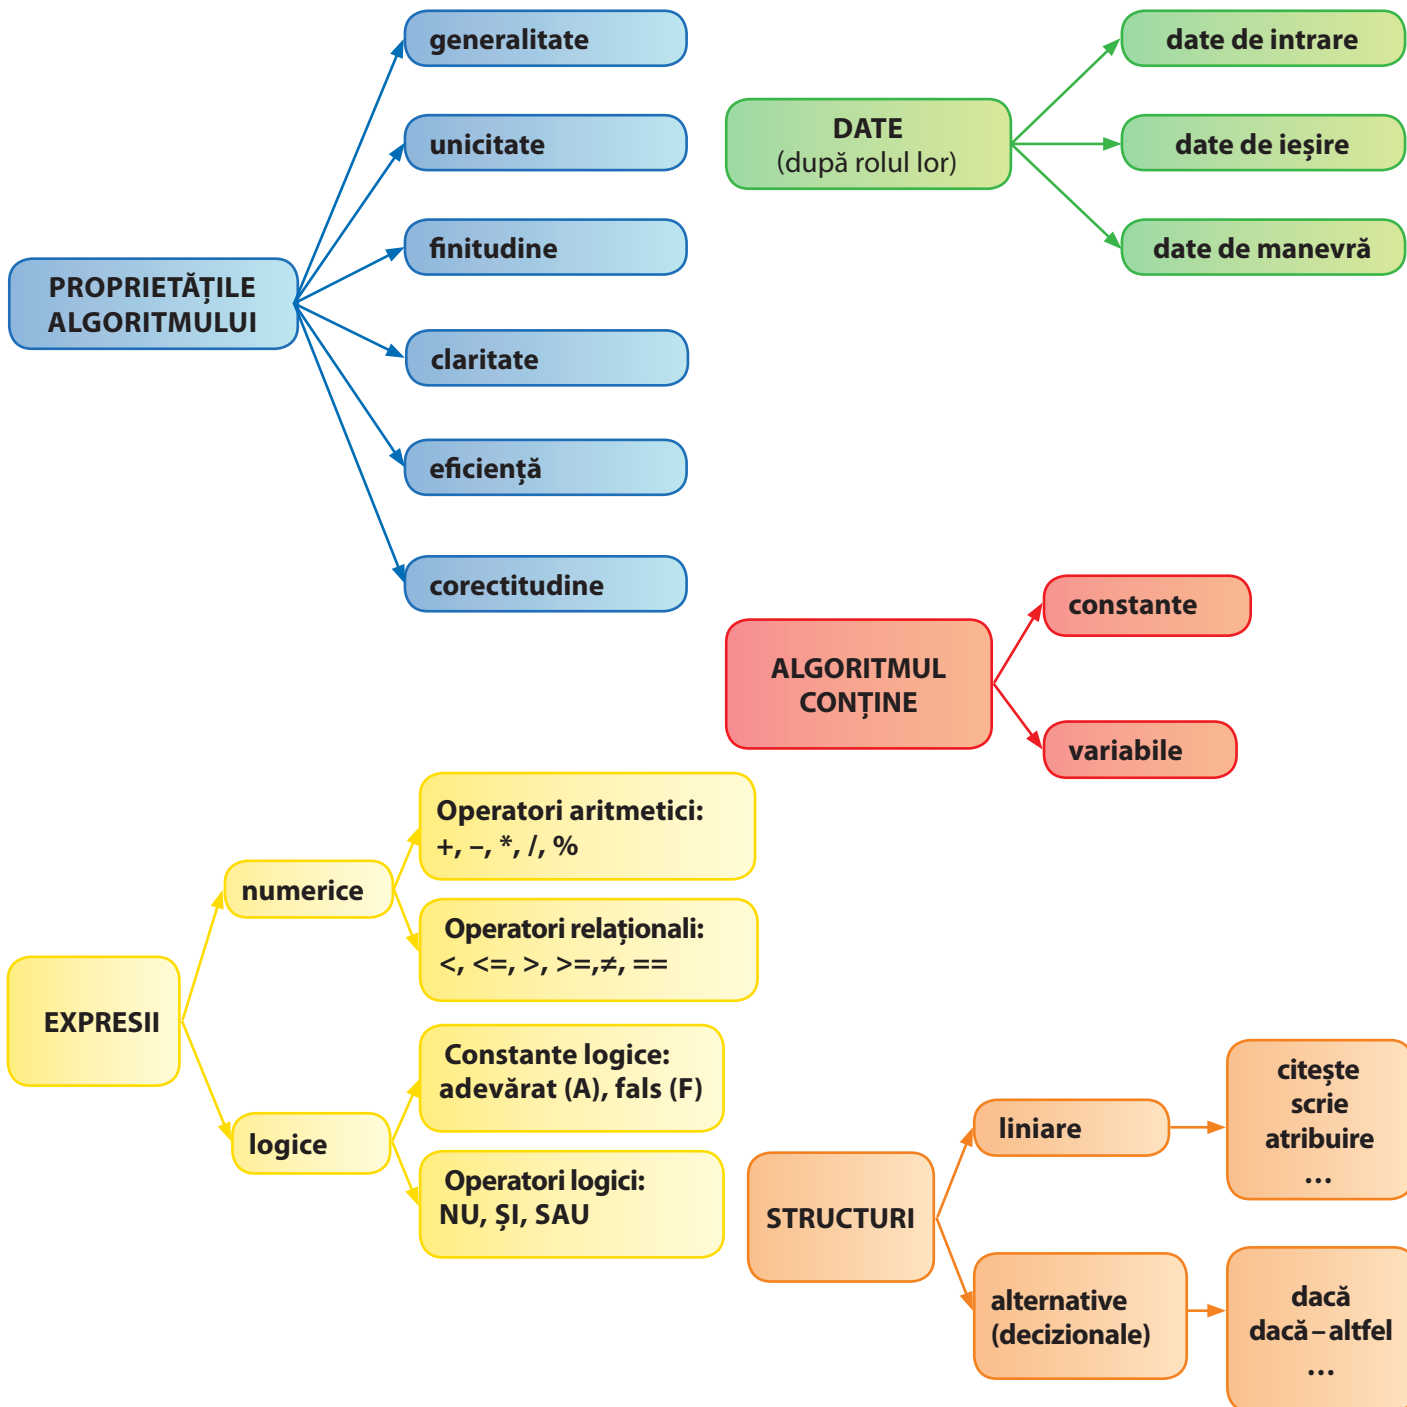 PROPRIETĂȚILE
ALGORITMULUI
generalitate
unicitate
finitudine
claritate
eficiență
corectitudine
DATE
(după rolul lor)
date de intrare
date de ieșire
date de manevră
ALGORITMUL
CONȚINE
constante
variabile
EXPRESII
numerice
Operatori aritmetici:
+, –, *, /, %
Operatori relaționali:
<, <=, >, >=,≠, ==
logice
Constante logice:
adevărat (A), fals (F)
Operatori logici:
NU, ȘI, SAU
STRUCTURI
liniare
citește
scrie
atribuire
...
alternative
(decizionale)
dacă
dacă – altfel
...